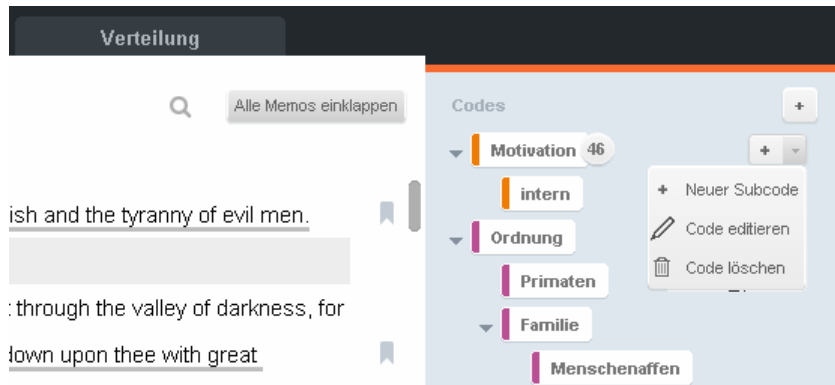 Verteilung
Alle Memos einklappen
ish and the tyranny of evil men.
through the valley of darkness, for
down upon thee with great
Codes
+
Motivation 46
+
intern
+ Neuer Subcode
Code editieren
Code löschen
Ordnung
Primaten
Familie
Menschenaffen